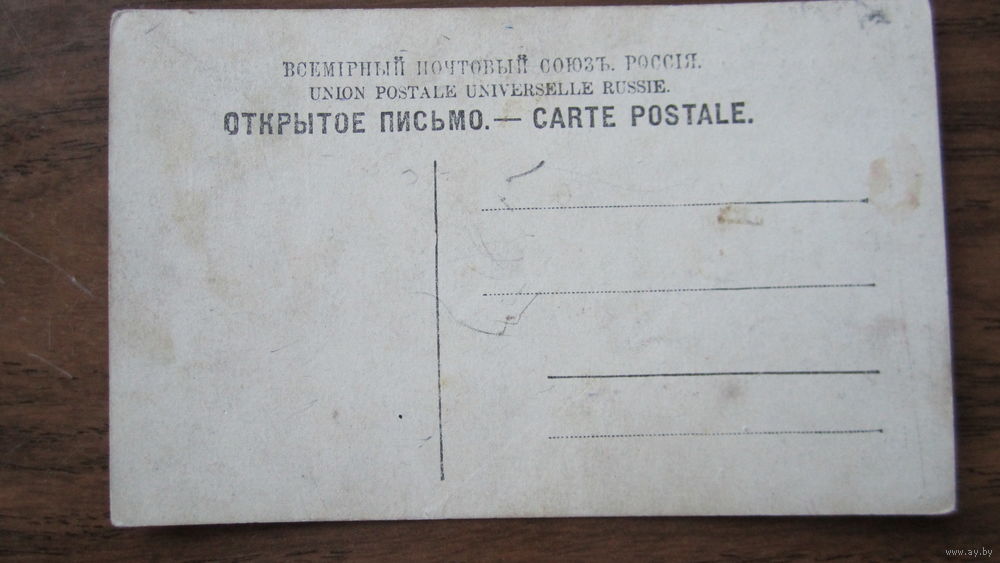 ВСЕМІРНЫЙ ПОЧТОВЫЙ СОЮЗЪ. РОССІЯ.
UNION POSTALE UNIVERSELLE RUSSIE.
ОТКРЫТОЕ ПИСЬМО.— CARTE POSTALE.
www.ay.by